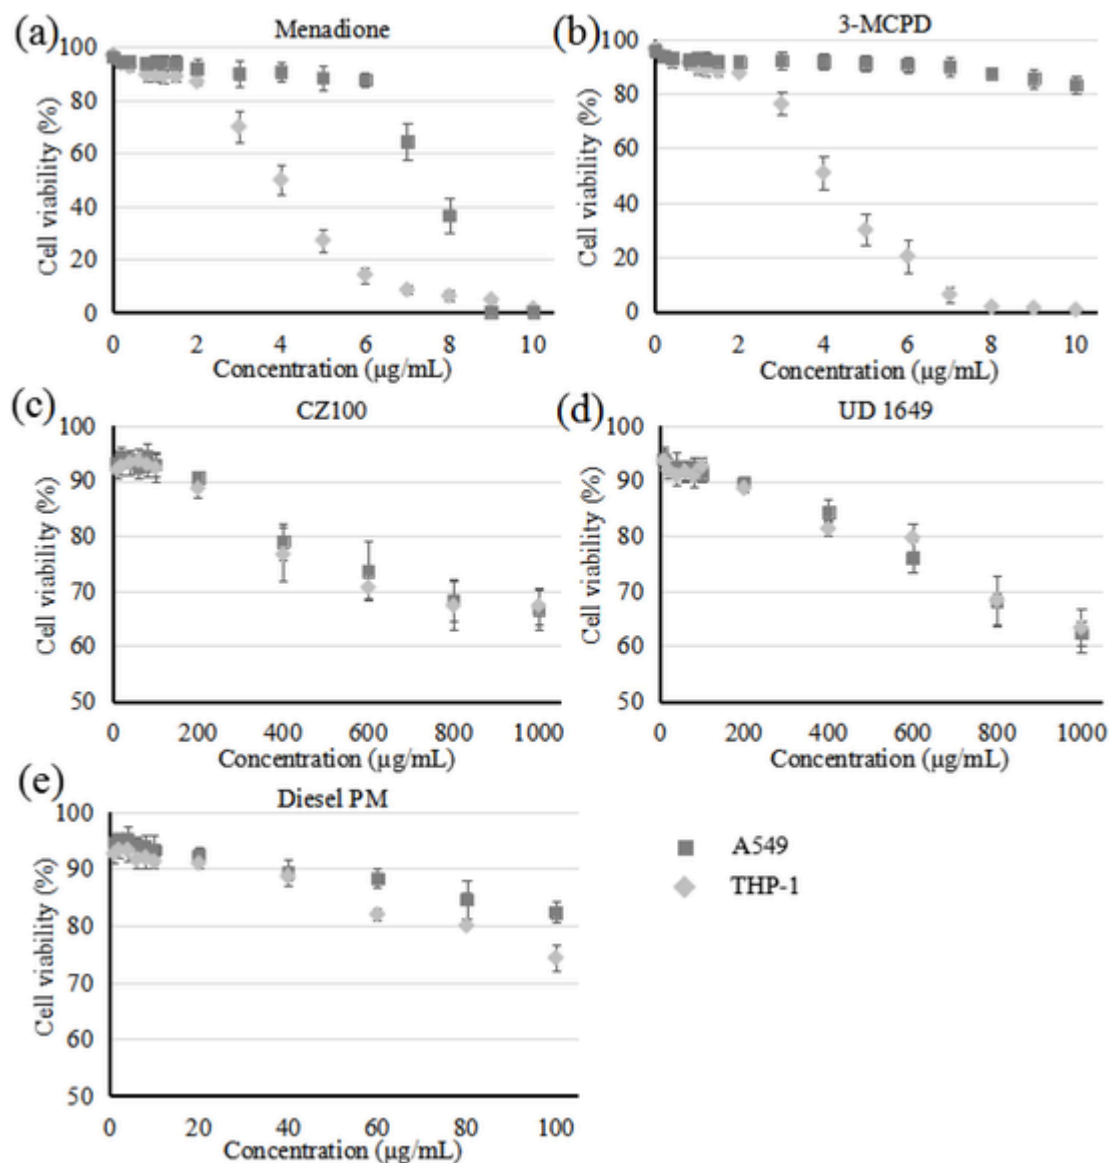 (a)
Menadione
Cell viability (%)
100
80
60
40
20
0
0 2 4 6 8 10
Concentration (µg/mL)
(b)
3-MCPD
Cell viability (%)
100
80
60
40
20
0
0 2 4 6 8 10
Concentration (µg/mL)
(c)
CZ100
Cell viability (%)
100
90
80
70
60
50
0 200 400 600 800 1000
Concentration (µg/mL)
(d)
UD 1649
Cell viability (%)
100
90
80
70
60
50
0 200 400 600 800 1000
Concentration (µg/mL)
(e)
Diesel PM
Cell viability (%)
100
90
80
70
60
50
0 20 40 60 80 100
Concentration (µg/mL)
A549
THP-1